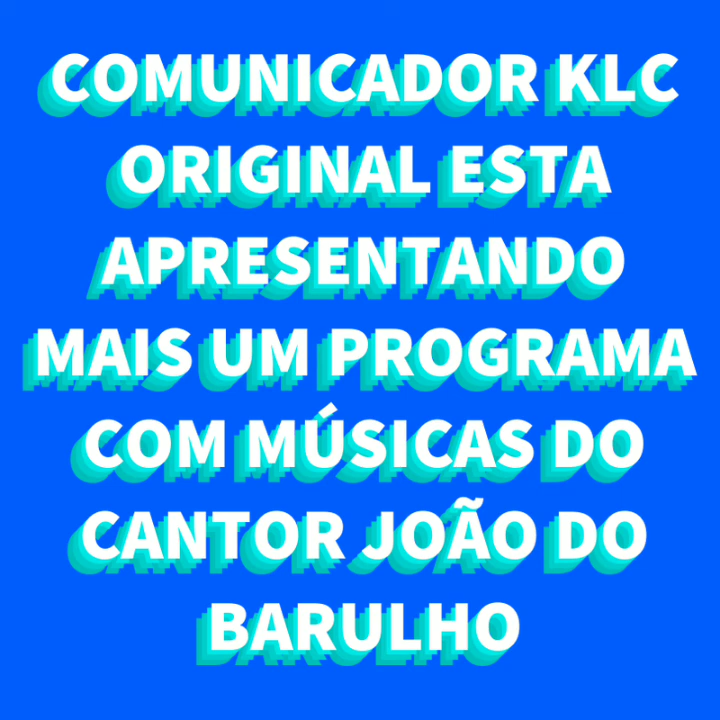 COMUNICADOR KLC
ORIGINAL ESTA
APRESENTANDO
MAIS UM PROGRAMA
COM MÚSICAS DO
CANTOR JOÃO DO
BARULHO